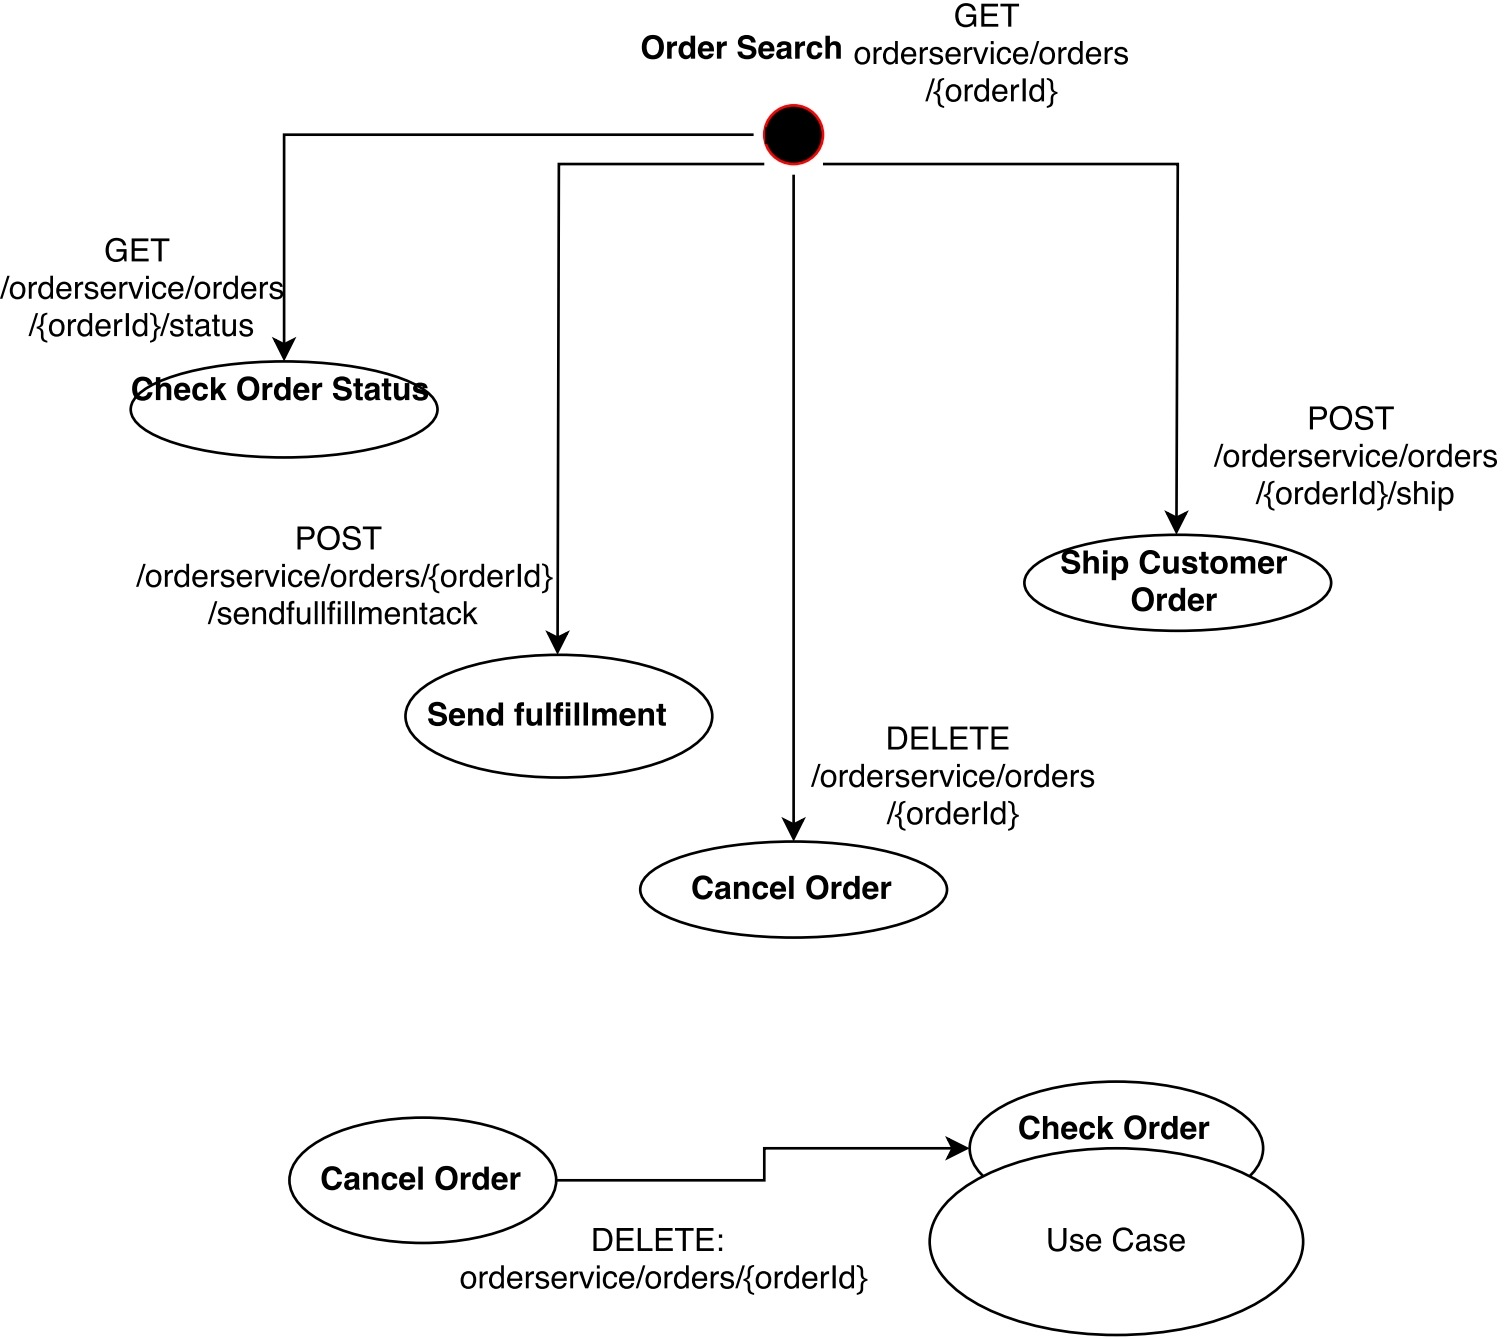 GET
Order Search
orderservice/orders
/{orderId}
GET
/orderservice/orders
/{orderId}/status
Check Order Status
POST
/orderservice/orders
/{orderId}/ship
Ship Customer
Order
POST
/orderservice/orders/{orderId}
/sendfullfillmentack
Send fulfillment
DELETE
/orderservice/orders
/{orderId}
Cancel Order
Check Order
Cancel Order
DELETE:
orderservice/orders/{orderId}
Use Case